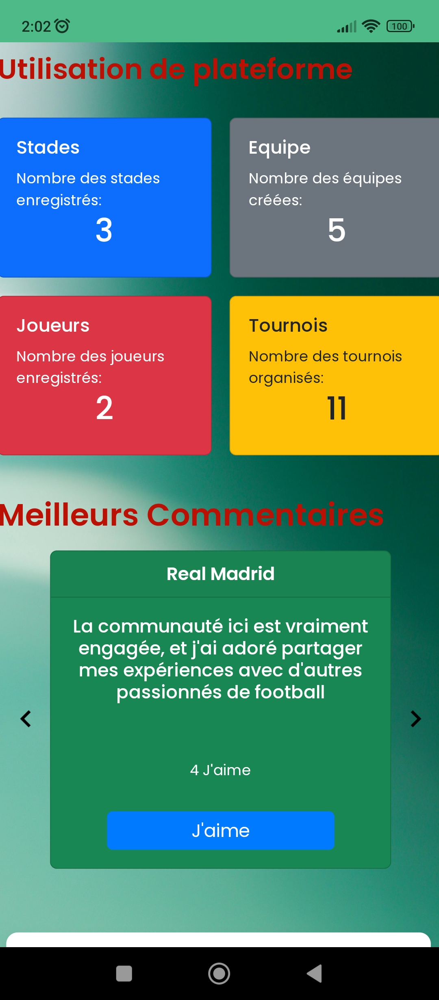 2:02
100
Utilisation de plateforme
Stades
Nombre des stades
enregistrés:
3
Equipe
Nombre des équipes
créées:
5
Joueurs
Nombre des joueurs
enregistrés:
2
Tournois
Nombre des tournois
organisés:
11
Meilleurs Commentaires
Real Madrid
La communauté ici est vraiment
engagée, et j'ai adoré partager
mes expériences avec d'autres
passionnés de football
4 J'aime
J'aime